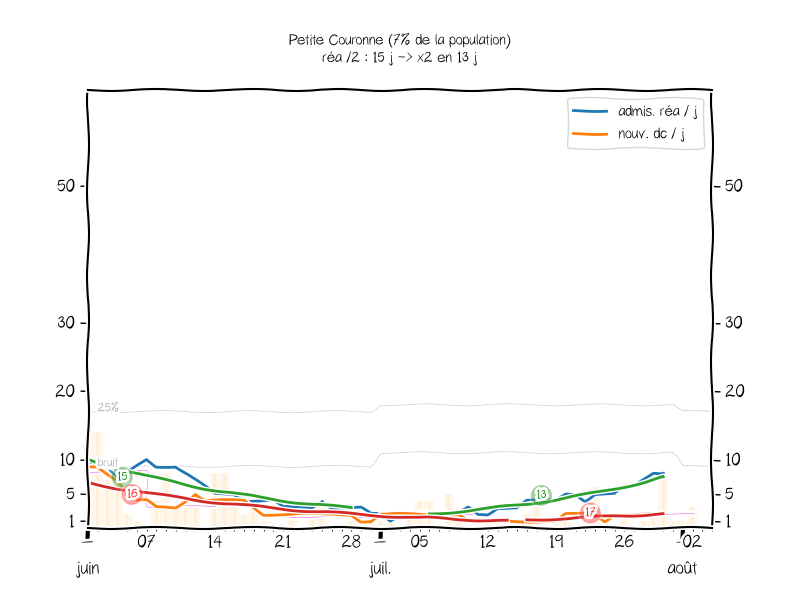 Petite Couronne (7% de la population)
réa /2 : 15 j -> x2 en 13 j
admis. réa / j
nouv. dc / j
50 50
30 30
20 20
25%
10 bruit 10
15
16
13
17
5 5
1 1
07 14 21 28 05 12 19 26 02
juin juil. août